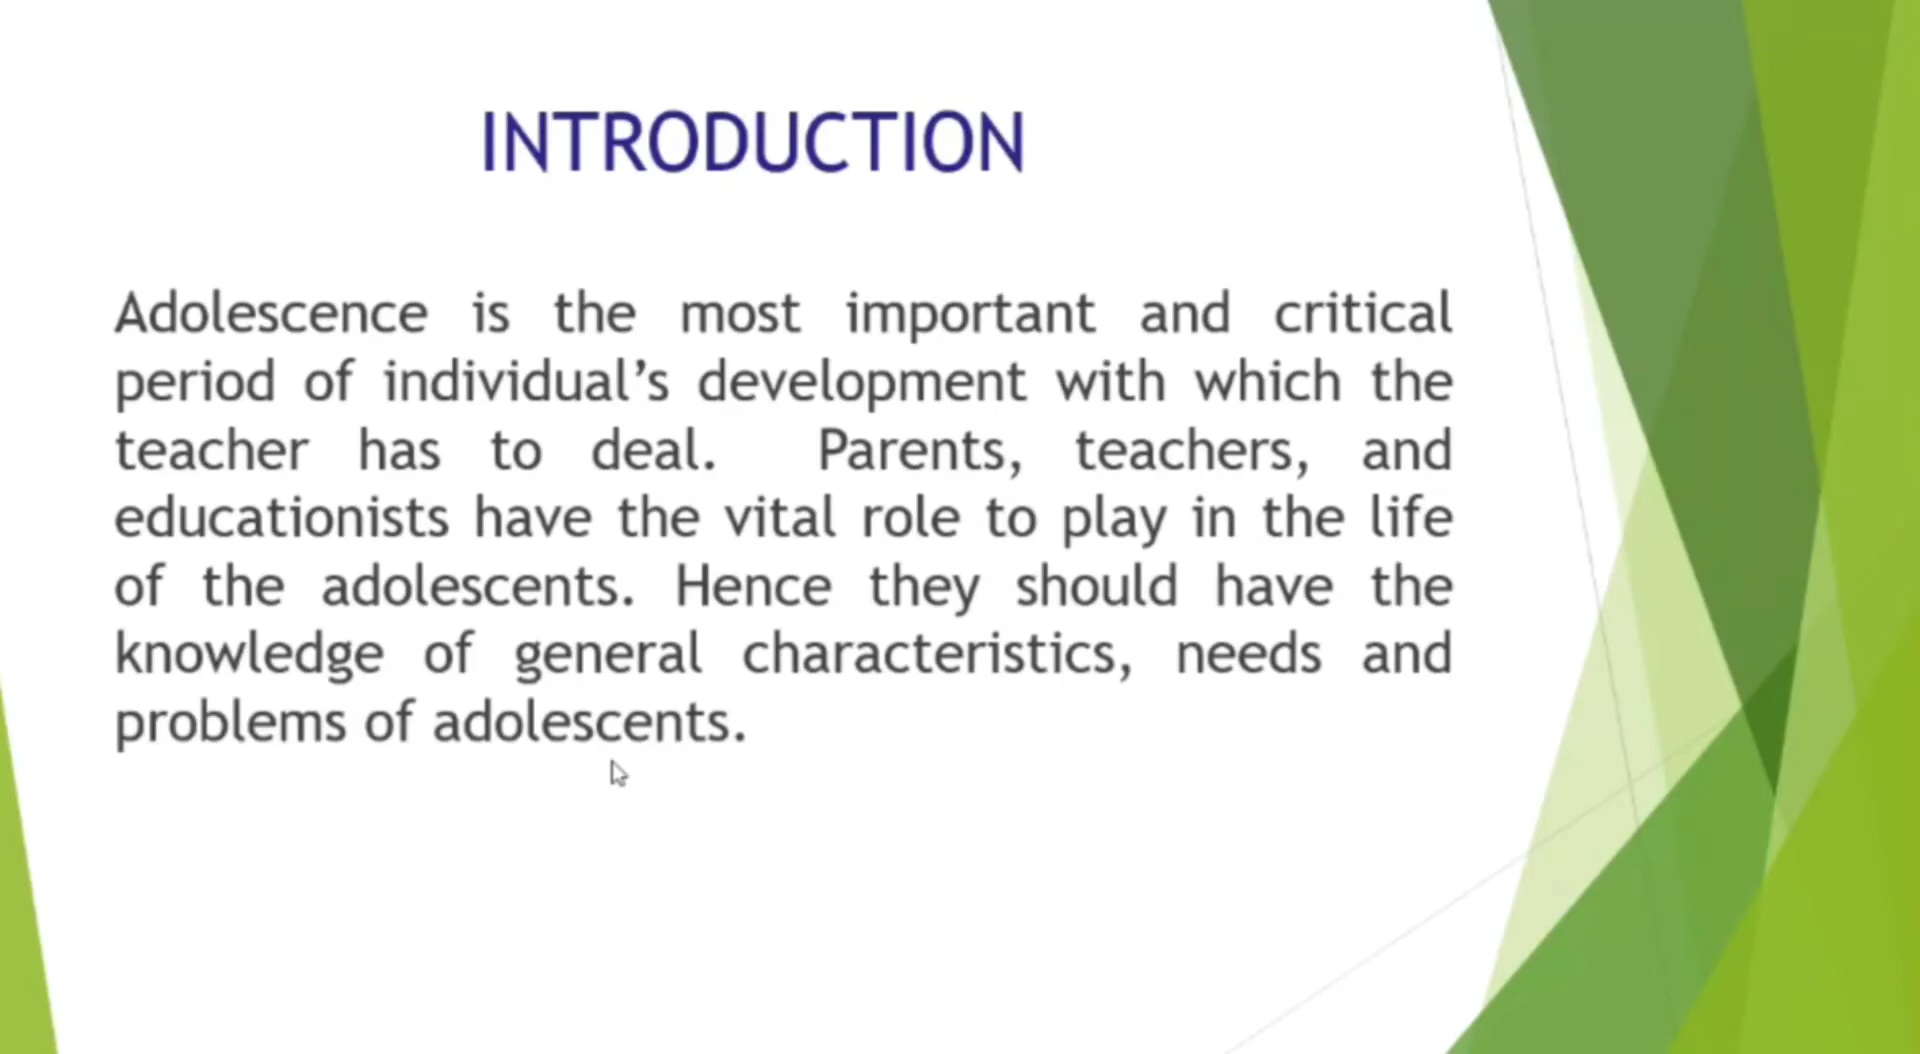 INTRODUCTION
Adolescence is the most important and critical
period of individual’s development with which the
teacher has to deal. Parents, teachers, and
educationists have the vital role to play in the life
of the adolescents. Hence they should have the
knowledge of general characteristics, needs and
problems of adolescents.